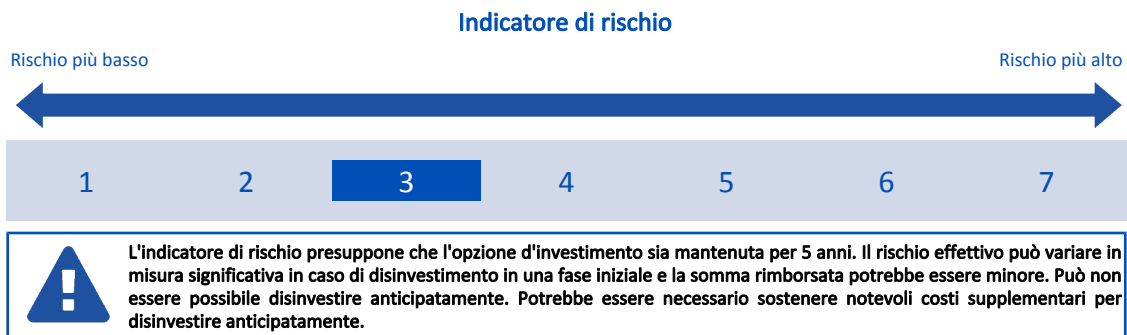 Indicatore di rischio
Rischio più basso
Rischio più alto
1 2 3 4 5 6 7
L'indicatore di rischio presuppone che l'opzione d'investimento sia mantenuta per 5 anni. Il rischio effettivo può variare in
misura significativa in caso di disinvestimento in una fase iniziale e la somma rimborsata potrebbe essere minore. Può non
essere possibile disinvestire anticipatamente. Potrebbe essere necessario sostenere notevoli costi supplementari per
disinvestire anticipatamente.